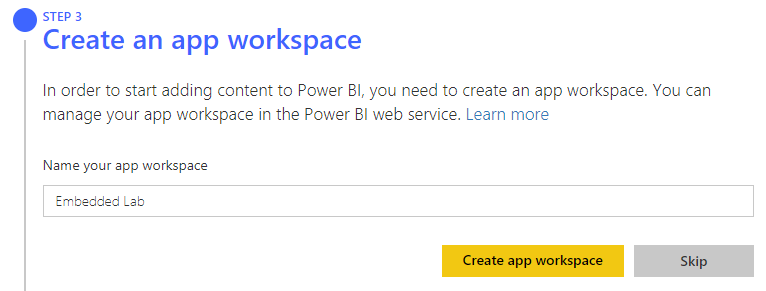 STEP 3
Create an app workspace
In order to start adding content to Power BI, you need to create an app workspace. You can
manage your app workspace in the Power BI web service. Learn more
Name your app workspace
Embedded Lab
Create app workspace
Skip